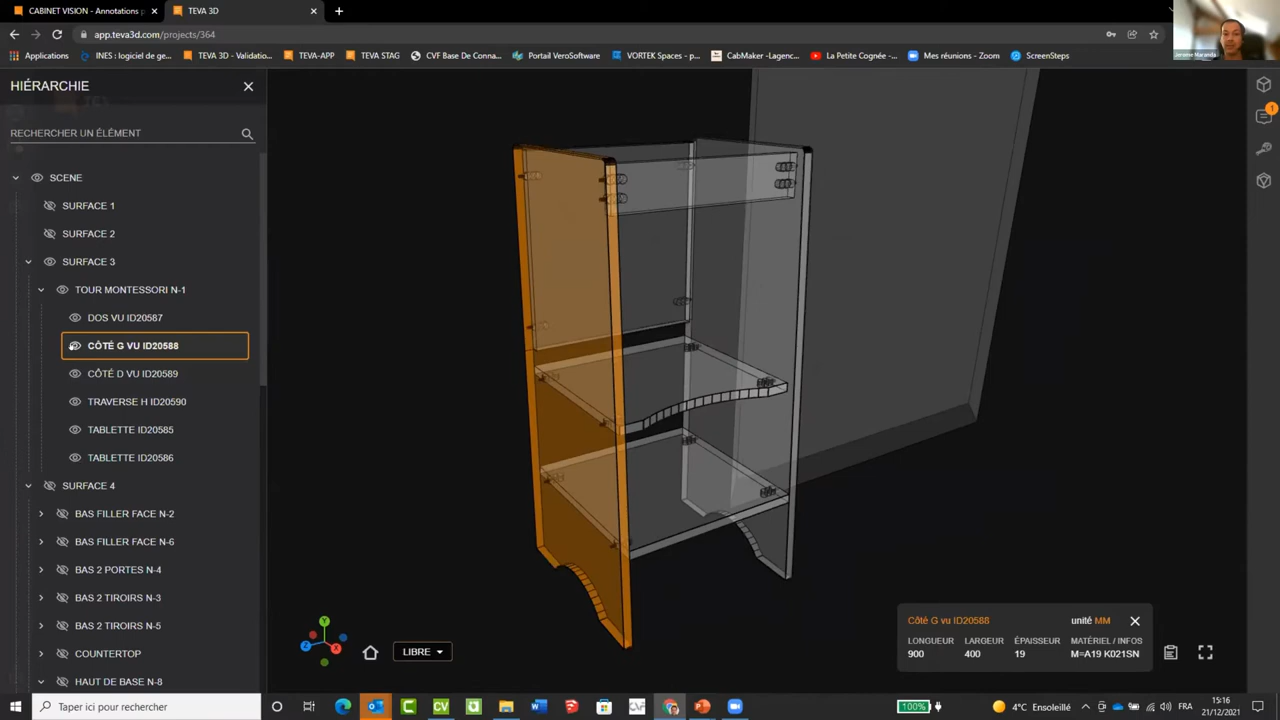 CABINET VISION - Annotations p
TEVA 3D
app.teva3d.com/projects/364
Applications
INES : logiciel de ge...
TEVA 3D - Validatio...
TEVA-APP
TEVA STAG
CVF Base De Conna...
Portail VeroSoftware
VORTEK Spaces - p...
CabMaker -Lagenc...
La Petite Cognée -...
Mes réunions - Zoom
ScreenSteps
Jerome Maranda
HIÉRARCHIE
RECHERCHER UN ÉLÉMENT
SCENE
SURFACE 1
SURFACE 2
SURFACE 3
TOUR MONTESSORI N-1
DOS VU ID20587
CÔTÉ G VU ID20588
CÔTÉ D VU ID20589
TRAVERSE H ID20590
TABLETTE ID20585
TABLETTE ID20586
SURFACE 4
BAS FILLER FACE N-2
BAS FILLER FACE N-6
BAS 2 PORTES N-4
BAS 2 TIROIRS N-3
BAS 2 TIROIRS N-5
COUNTERTOP
HAUT DE BASE N-8
1
Y
Z
X
LIBRE
Côté G vu ID20588
unité MM
LONGUEUR
LARGEUR
ÉPAISSEUR
MATÉRIEL / INFOS
900
400
19
M=A19 K021SN
Taper ici pour rechercher
CV
100%
4°C Ensoleillé
FRA
15:16
21/12/2021